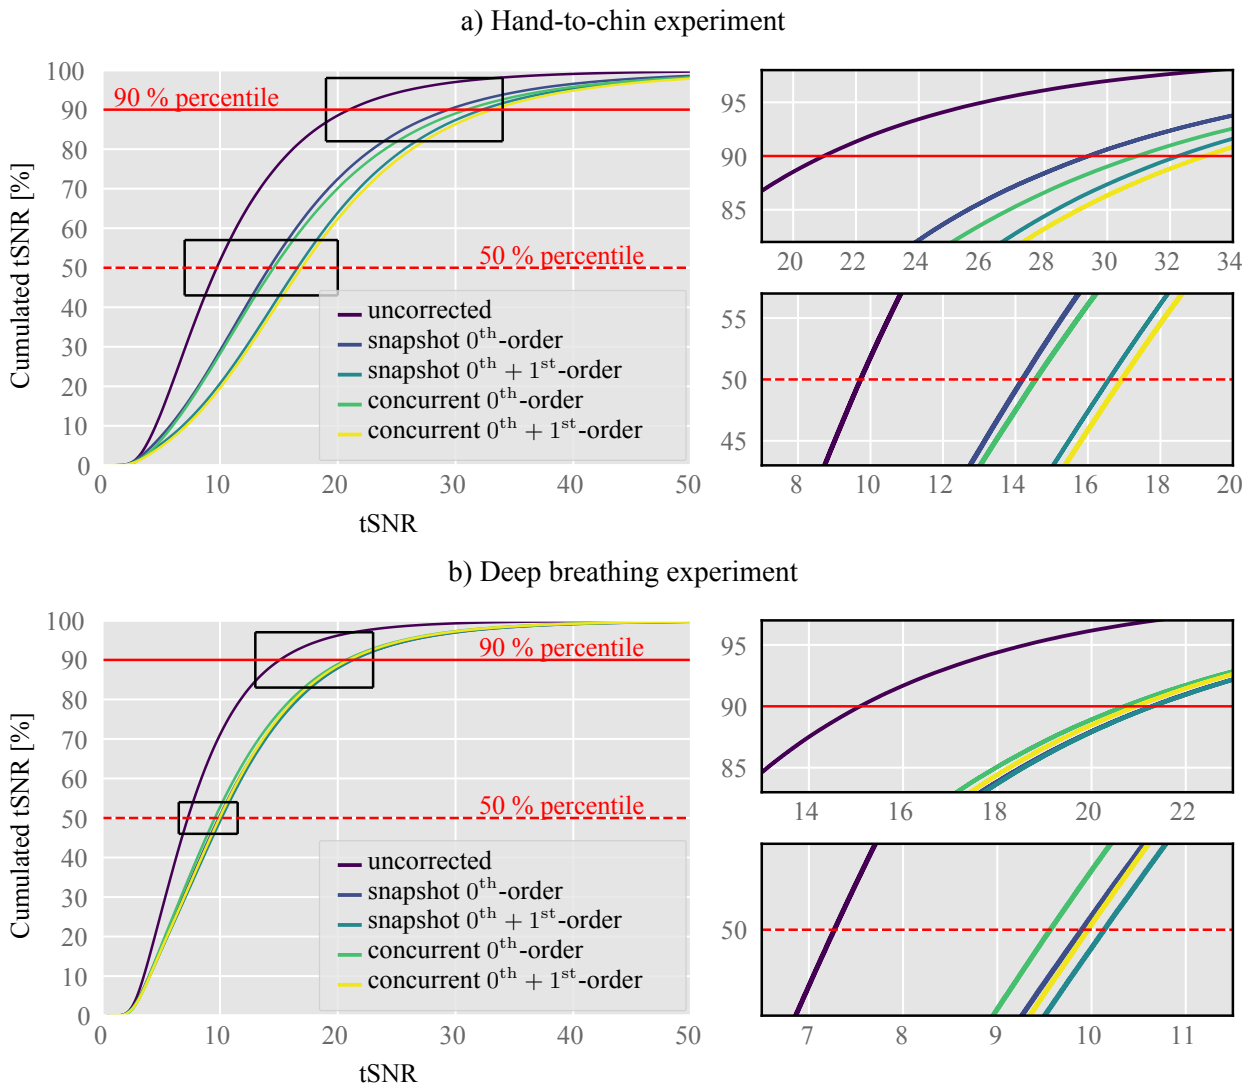 a) Hand-to-chin experiment
100
90
80
70
60
50
40
30
20
10
0
Cumulated tSNR [%]
90 % percentile
50 % percentile
uncorrected
snapshot 0th-order
snapshot 0th + 1st-order
concurrent 0th-order
concurrent 0th + 1st-order
0 10 20 30 40 50
tSNR
95
90
85
20 22 24 26 28 30 32 34
55
50
45
8 10 12 14 16 18 20
b) Deep breathing experiment
100
90
80
70
60
50
40
30
20
10
0
Cumulated tSNR [%]
90 % percentile
50 % percentile
uncorrected
snapshot 0th-order
snapshot 0th + 1st-order
concurrent 0th-order
concurrent 0th + 1st-order
0 10 20 30 40 50
tSNR
95
90
85
14 16 18 20 22
50
7 8 9 10 11